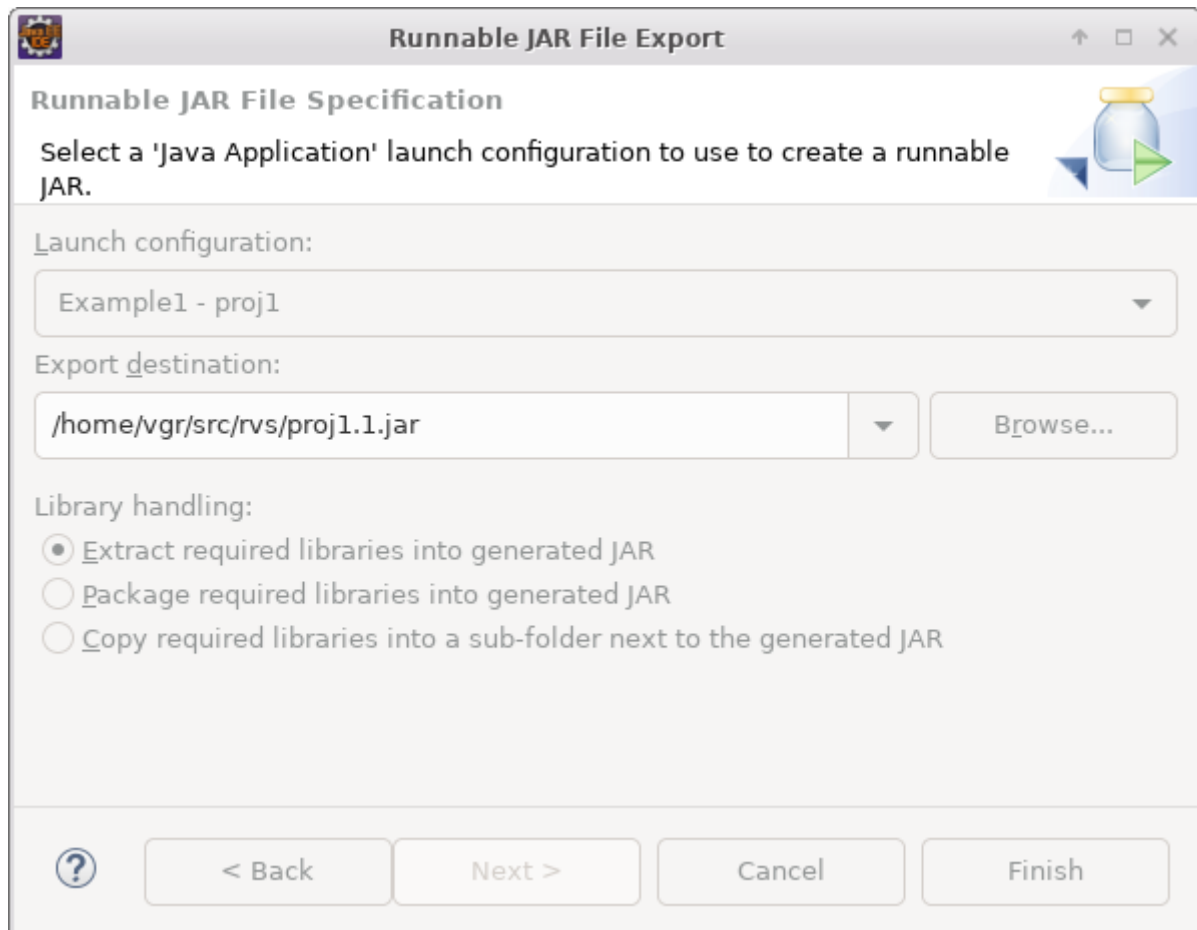 Java EE
IDE
Runnable JAR File Export
Runnable JAR File Specification
Select a 'Java Application' launch configuration to use to create a runnable
JAR.
Launch configuration:
Example1 - proj1
Export destination:
/home/vgr/src/rvs/proj1.1.jar
Browse...
Library handling:
Extract required libraries into generated JAR
Package required libraries into generated JAR
Copy required libraries into a sub-folder next to the generated JAR
?
< Back
Next >
Cancel
Finish